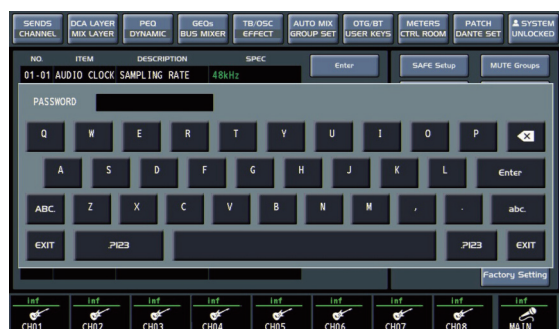 SENDS DCA LAYER PEQ GEQs TB/OSC AUTO MIX OTG/BT METERS PATCH SYSTEM
CHANNEL MIX LAYER DYNAMIC BUS MIXER EFFECT GROUP SET USER KEYS CTRL ROOM DANTE SET UNLOCKED
NO. ITEM DESCRIPTION SPEC Enter SAFE Setup MUTE Groups
01-01 AUDIO CLOCK SAMPLING RATE 48kHz
PASSWORD
Q W E R T Y U I O P
A S D F G H J K L Enter
ABC. Z X C V B N M , . abc.
EXIT .?123 .?123 EXIT
Factory Setting
inf inf inf inf inf inf inf inf inf
CH01 CH02 CH03 CH04 CH05 CH06 CH07 CH08 MAIN